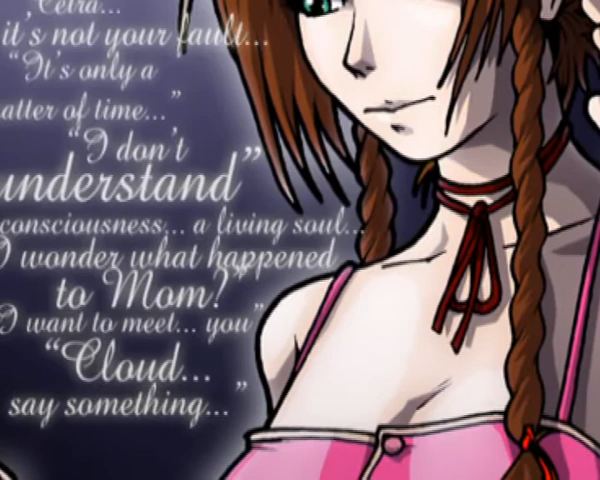 Cetra...
it's not your fault...
"It's only a
atter of time..."
"I don't
understand"
consciousness... a living soul...
I wonder what happened
to Mom?"
I want to meet... you"
"Cloud...
say something..."